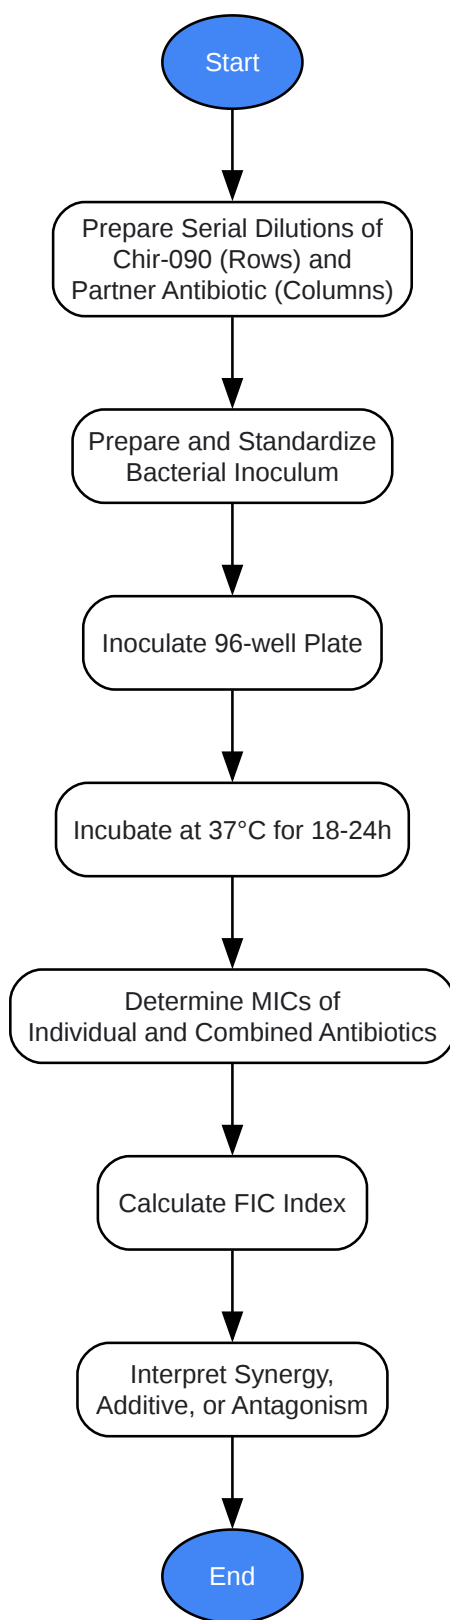 Start
Prepare Serial Dilutions of
Chir-090 (Rows) and
Partner Antibiotic (Columns)
Prepare and Standardize
Bacterial Inoculum
Inoculate 96-well Plate
Incubate at 37°C for 18-24h
Determine MICs of
Individual and Combined Antibiotics
Calculate FIC Index
Interpret Synergy,
Additive, or Antagonism
End